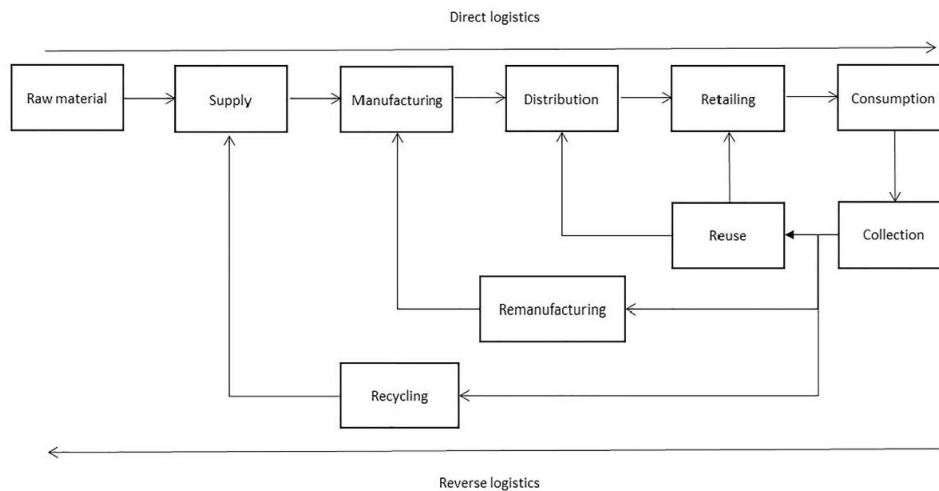 Direct logistics
Raw material
Supply
Manufacturing
Distribution
Retailing
Consumption
Reuse
Collection
Remanufacturing
Recycling
Reverse logistics